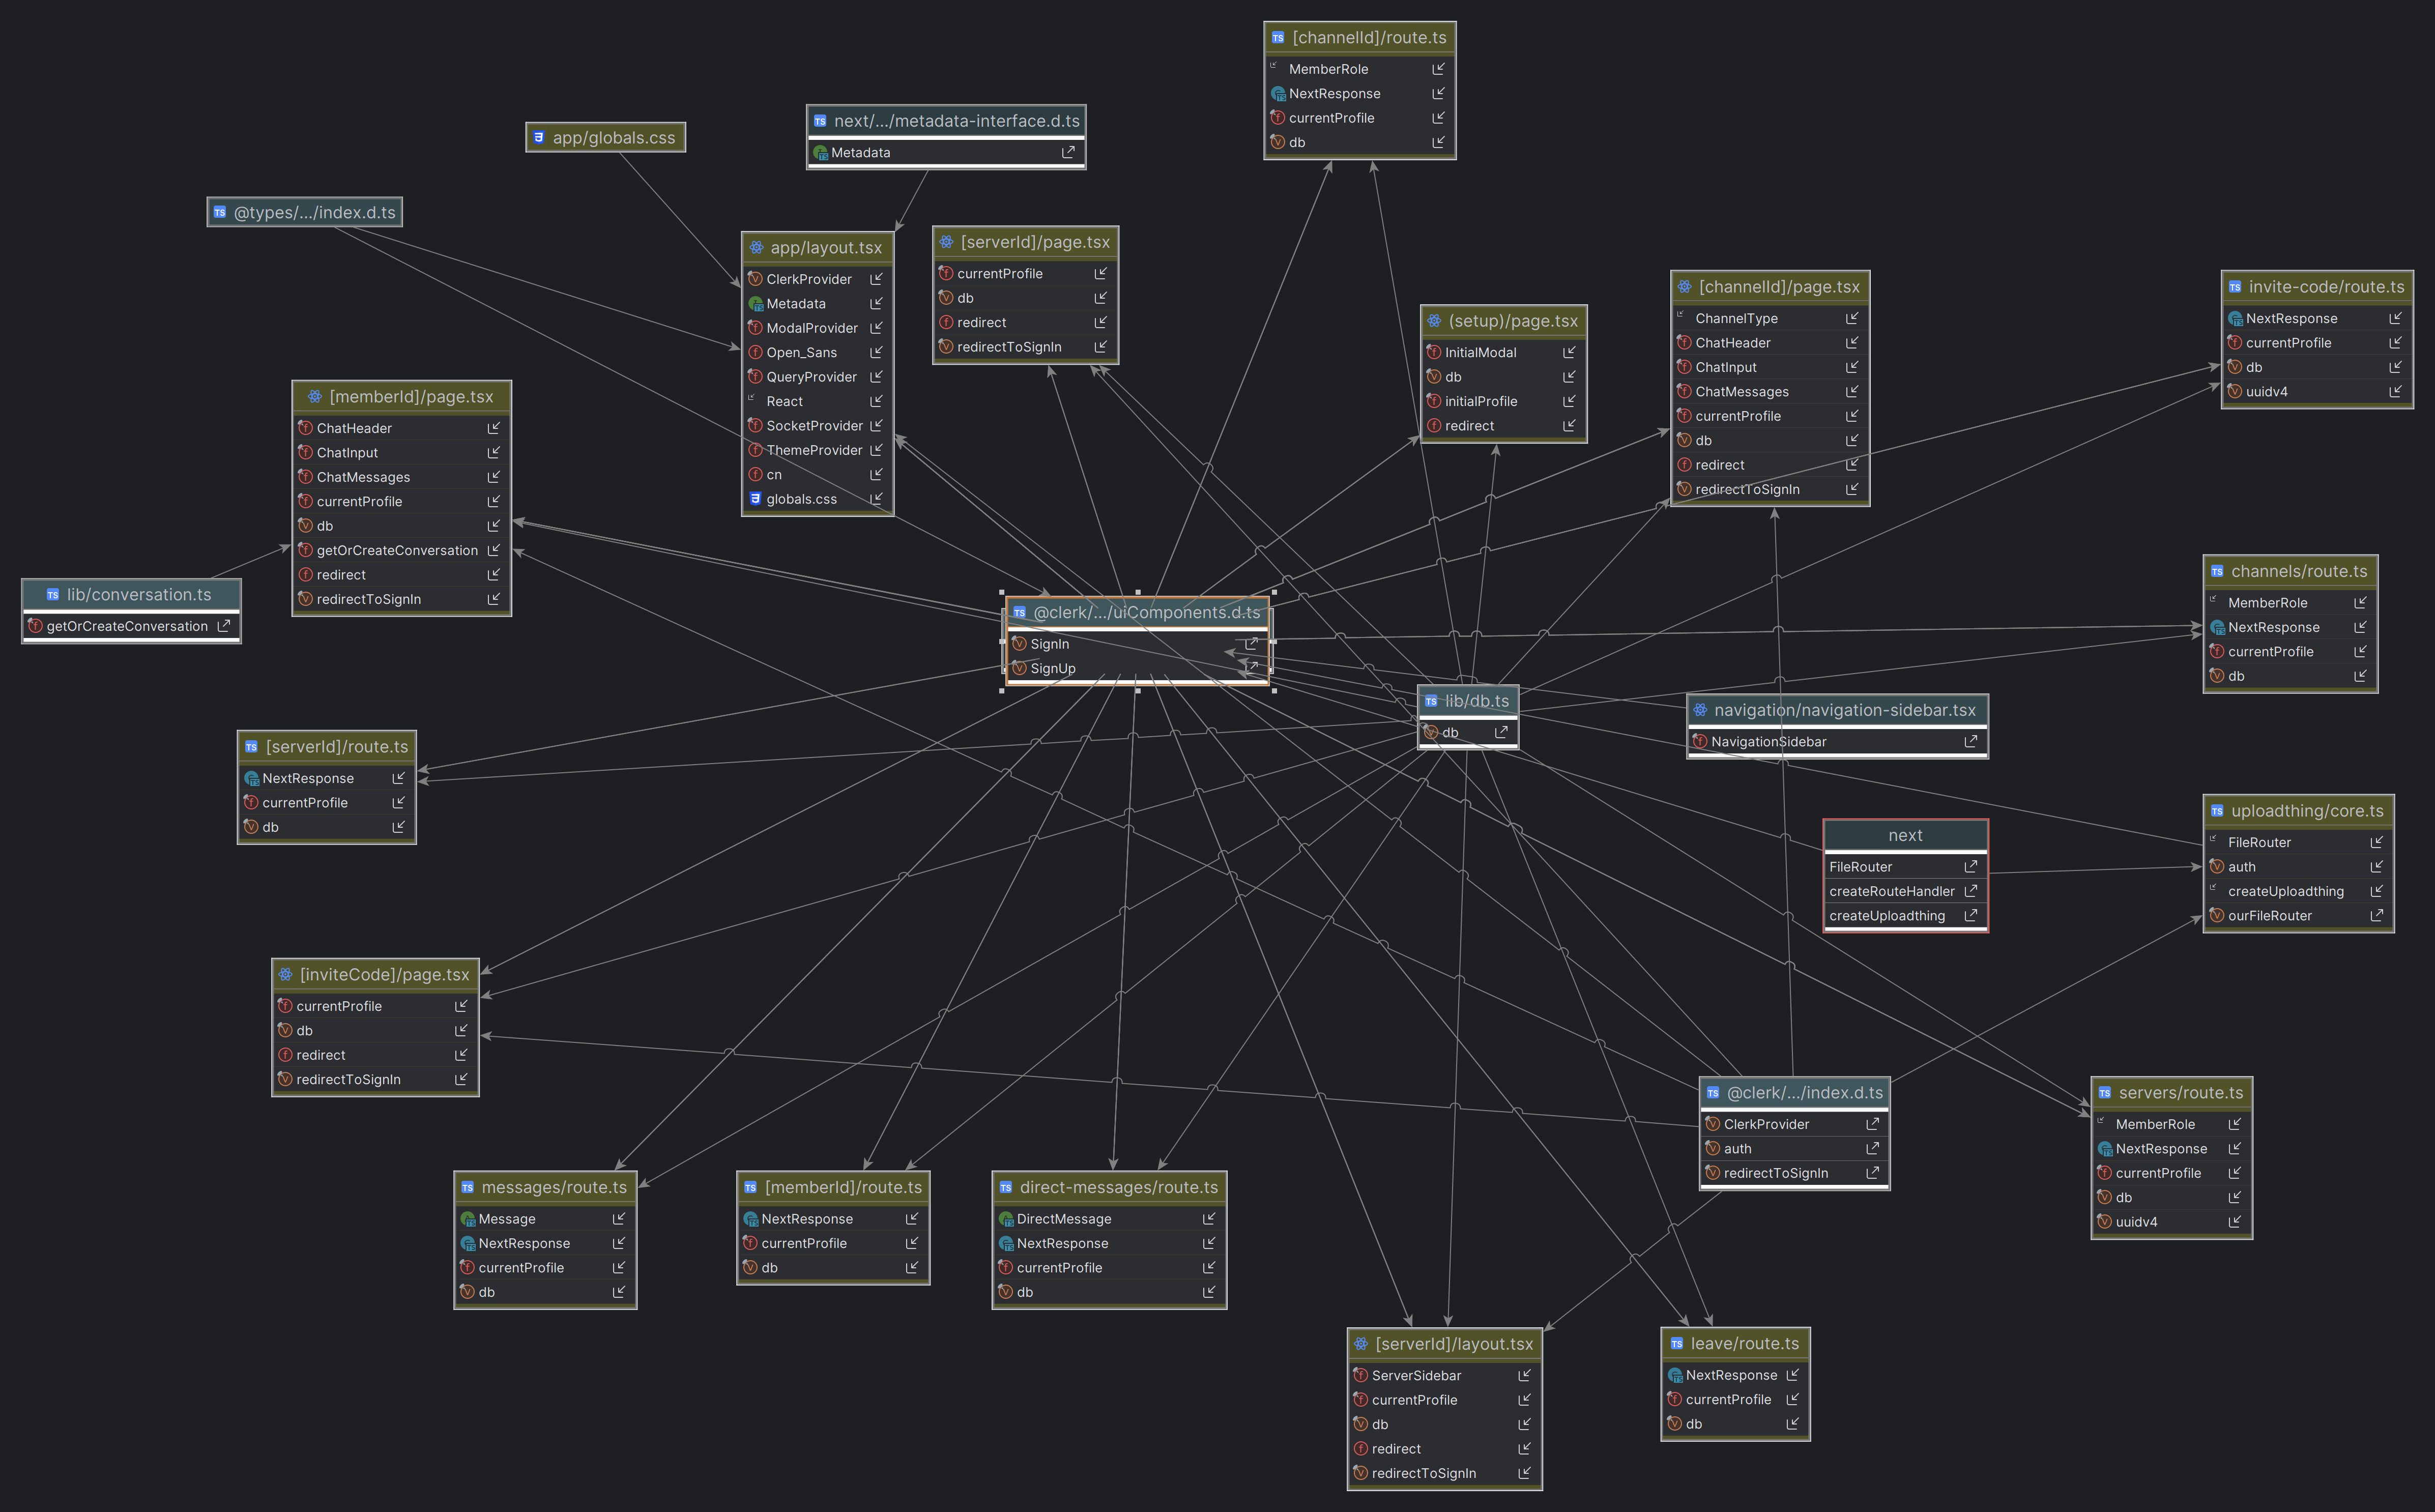 [channelId]/route.ts
MemberRole
NextResponse
currentProfile
db
next/.../metadata-interface.d.ts
Metadata
app/globals.css
@types/.../index.d.ts
app/layout.tsx
ClerkProvider
Metadata
ModalProvider
Open_Sans
QueryProvider
React
SocketProvider
ThemeProvider
cn
globals.css
[serverId]/page.tsx
currentProfile
db
redirect
redirectToSignIn
(setup)/page.tsx
InitialModal
db
initialProfile
redirect
[channelId]/page.tsx
ChannelType
ChatHeader
ChatInput
ChatMessages
currentProfile
db
redirect
redirectToSignIn
invite-code/route.ts
NextResponse
currentProfile
db
uuidv4
[memberId]/page.tsx
ChatHeader
ChatInput
ChatMessages
currentProfile
db
getOrCreateConversation
redirect
redirectToSignIn
lib/conversation.ts
getOrCreateConversation
@clerk/.../uiComponents.d.ts
SignIn
SignUp
channels/route.ts
MemberRole
NextResponse
currentProfile
db
lib/db.ts
db
navigation/navigation-sidebar.tsx
NavigationSidebar
[serverId]/route.ts
NextResponse
currentProfile
db
next
FileRouter
createRouteHandler
createUploadthing
uploadthing/core.ts
FileRouter
auth
createUploadthing
ourFileRouter
[inviteCode]/page.tsx
currentProfile
db
redirect
redirectToSignIn
@clerk/.../index.d.ts
ClerkProvider
auth
redirectToSignIn
servers/route.ts
MemberRole
NextResponse
currentProfile
db
uuidv4
messages/route.ts
Message
NextResponse
currentProfile
db
[memberId]/route.ts
NextResponse
currentProfile
db
direct-messages/route.ts
DirectMessage
NextResponse
currentProfile
db
[serverId]/layout.tsx
ServerSidebar
currentProfile
db
redirect
redirectToSignIn
leave/route.ts
NextResponse
currentProfile
db